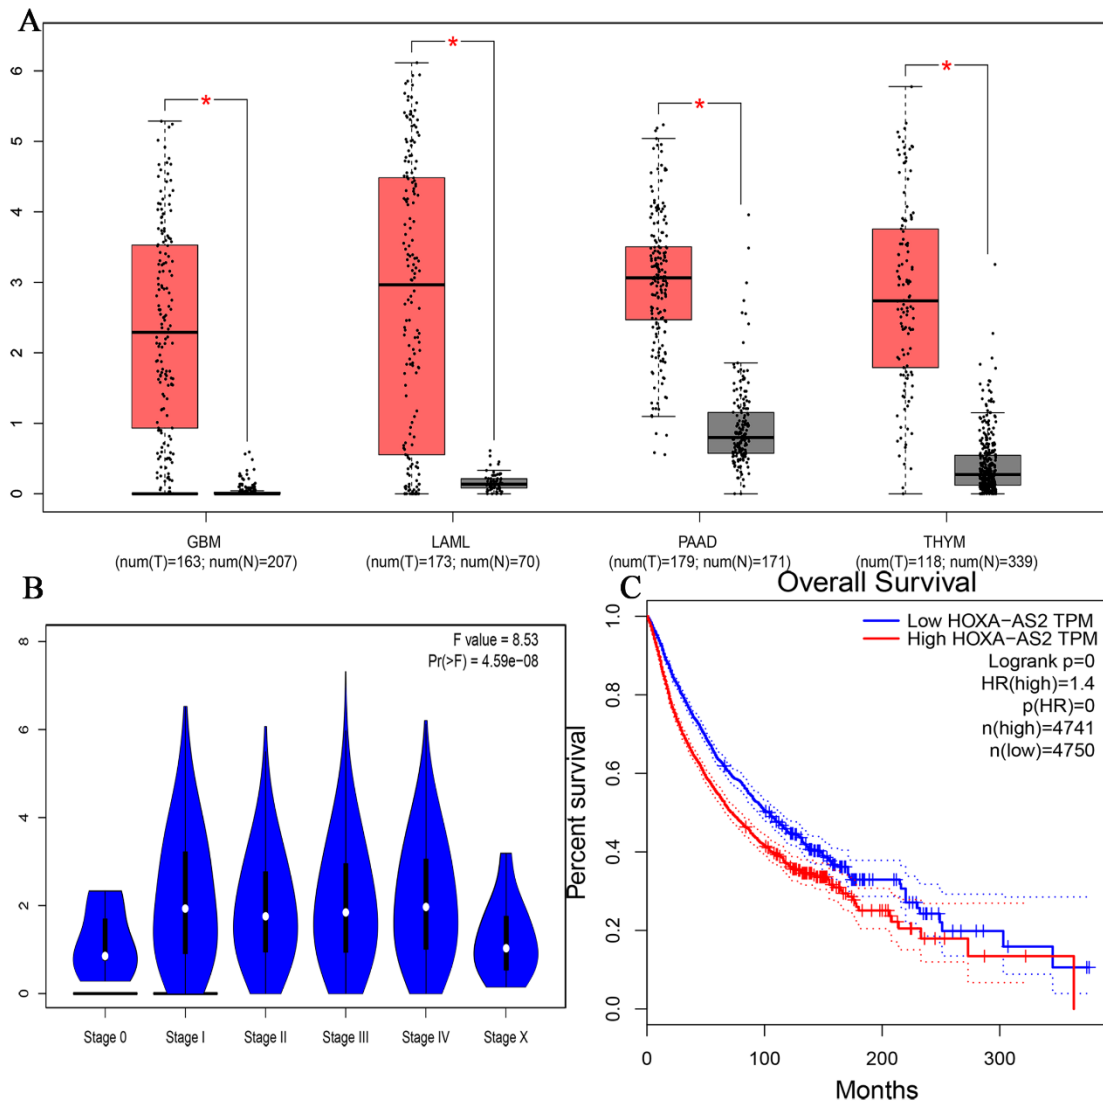 A
6
5
4
3
2
1
0
*
*
*
*
GBM
(num(T)=163; num(N)=207)
LAML
(num(T)=173; num(N)=70)
PAAD
(num(T)=179; num(N)=171)
THYM
(num(T)=118; num(N)=339)
B
8
6
4
2
0
F value = 8.53
Pr(>F) = 4.59e−08
Stage 0
Stage I
Stage II
Stage III
Stage IV
Stage X
C
Overall Survival
Percent survival
1.0
0.8
0.6
0.4
0.2
0.0
Low HOXA−AS2 TPM
High HOXA−AS2 TPM
Logrank p=0
HR(high)=1.4
p(HR)=0
n(high)=4741
n(low)=4750
0
100
200
300
Months